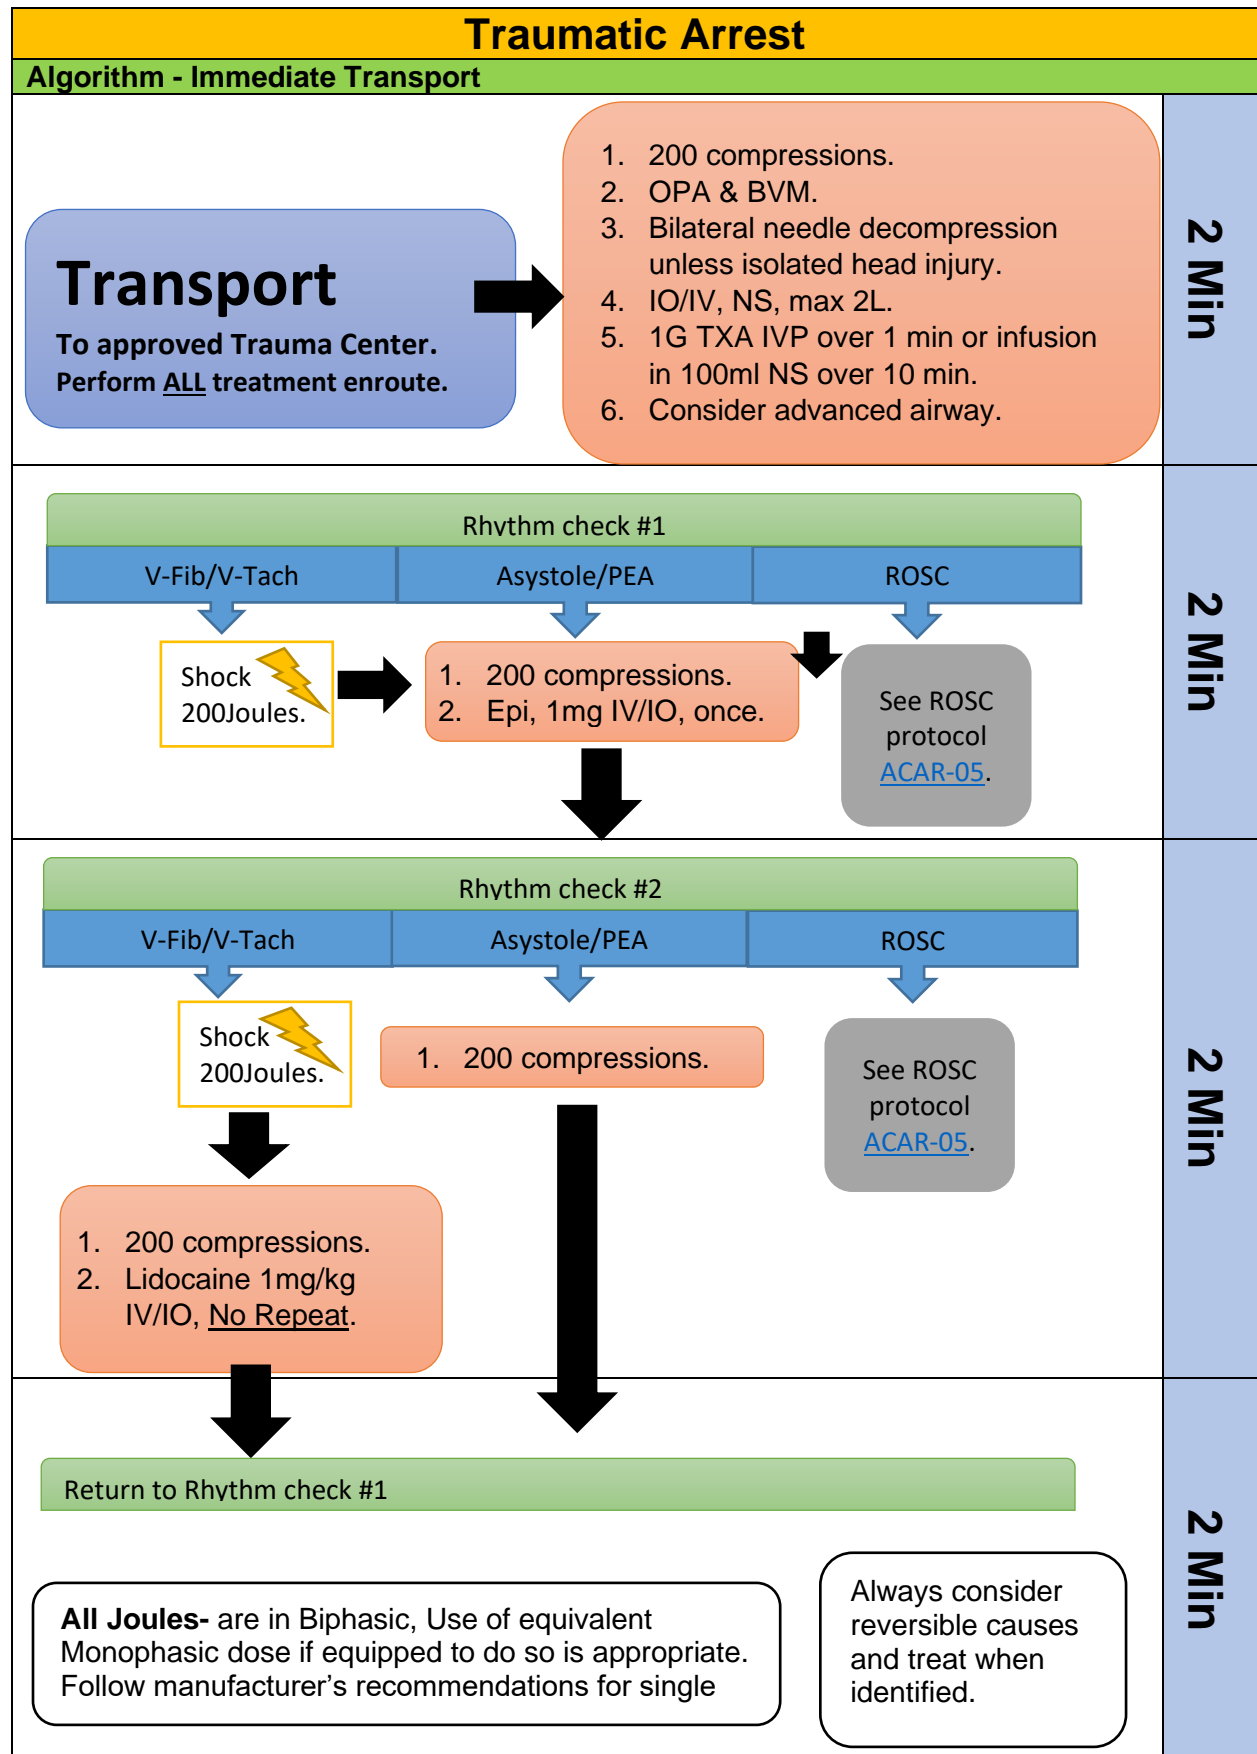 Traumatic Arrest
Algorithm - Immediate Transport
Transport
To approved Trauma Center.
Perform ALL treatment enroute.
1. 200 compressions.
2. OPA & BVM.
3. Bilateral needle decompression
unless isolated head injury.
4. IO/IV, NS, max 2L.
5. 1G TXA IVP over 1 min or infusion
in 100ml NS over 10 min.
6. Consider advanced airway.
2 Min
Rhythm check #1
V-Fib/V-Tach
Asystole/PEA
ROSC
Shock
200Joules.
1. 200 compressions.
2. Epi, 1mg IV/IO, once.
See ROSC
protocol
ACAR-05.
2 Min
Rhythm check #2
V-Fib/V-Tach
Asystole/PEA
ROSC
Shock
200Joules.
1. 200 compressions.
See ROSC
protocol
ACAR-05.
1. 200 compressions.
2. Lidocaine 1mg/kg
IV/IO, No Repeat.
2 Min
Return to Rhythm check #1
All Joules- are in Biphasic, Use of equivalent
Monophasic dose if equipped to do so is appropriate.
Follow manufacturer's recommendations for single
Always consider
reversible causes
and treat when
identified.
2 Min